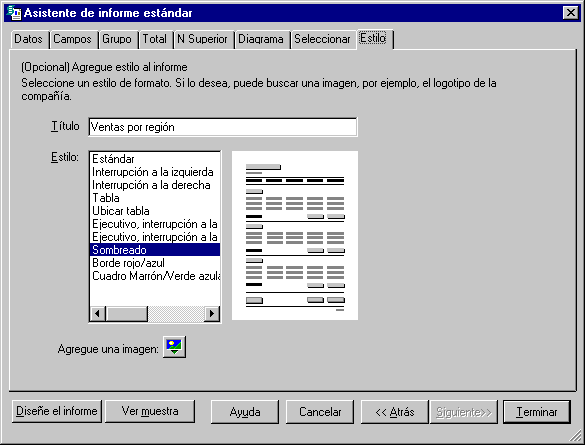 Asistente de informe estándar
Datos Campos Grupo Total N Superior Diagrama Seleccionar Estilo
(Opcional) Agregue estilo al informe
Seleccione un estilo de formato. Si lo desea, puede buscar una imagen, por ejemplo, el logotipo de la
compañía.
Título Ventas por región
Estilo:
Estándar
Interrupción a la izquierda
Interrupción a la derecha
Tabla
Ubicar tabla
Ejecutivo, interrupción a la
Ejecutivo, interrupción a la
Sombreado
Borde rojo/azul
Cuadro Marrón/Verde azula
Agregue una imagen:
Diseñe el informe Ver muestra Ayuda Cancelar << Atrás Siguiente>> Terminar